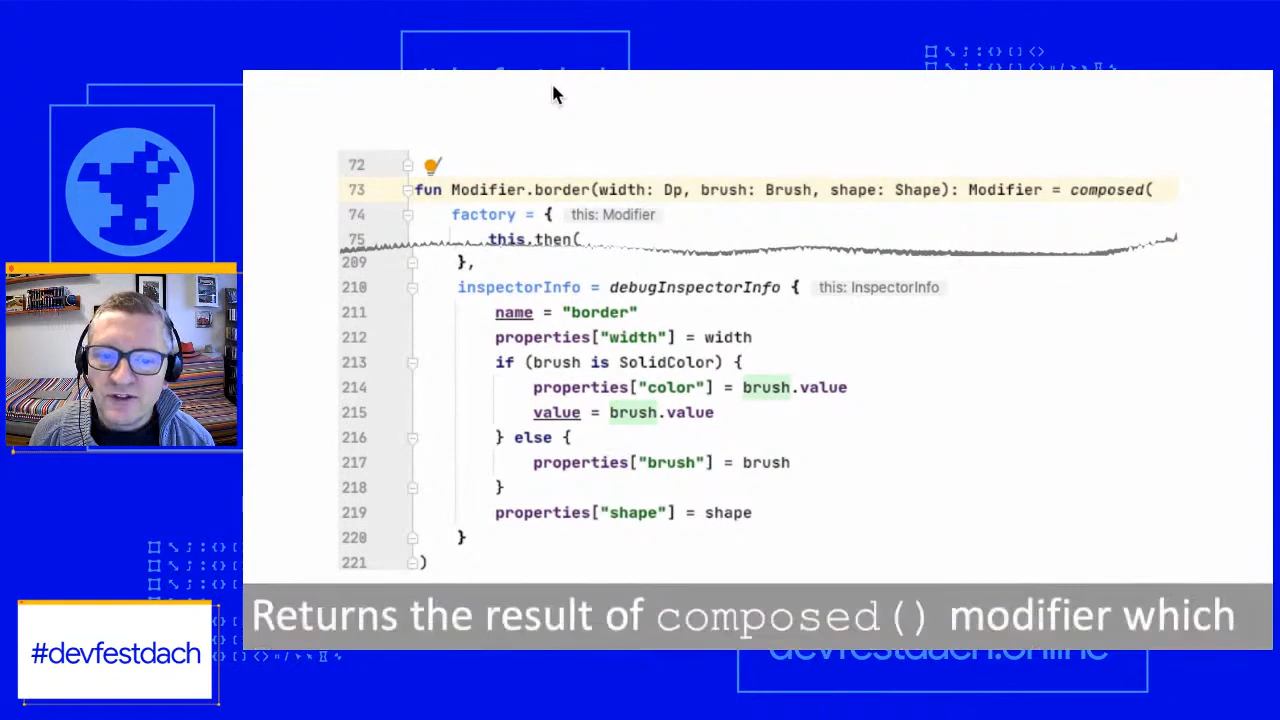 72
73 fun Modifier.border(width: Dp, brush: Brush, shape: Shape): Modifier = composed(
74 factory = { this: Modifier
75 this.then(
209 },
210 inspectorInfo = debugInspectorInfo { this: InspectorInfo
211 name = "border"
212 properties["width"] = width
213 if (brush is SolidColor) {
214 properties["color"] = brush.value
215 value = brush.value
216 } else {
217 properties["brush"] = brush
218 }
219 properties["shape"] = shape
220 }
221 )
Returns the result of composed() modifier which
#devfestdach
devfestdach.online